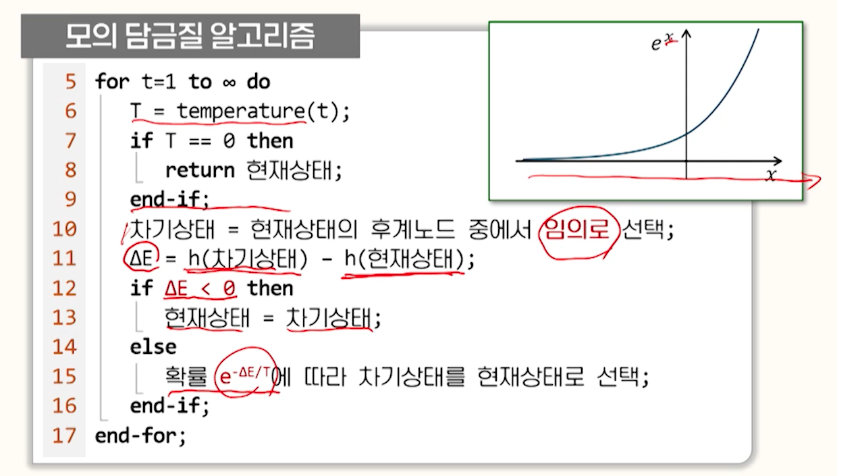 모의 담금질 알고리즘
e^x
x
5 for t=1 to ∞ do
6 T = temperature(t);
7 if T == 0 then
8 return 현재상태;
9 end-if;
10 차기상태 = 현재상태의 후계노드 중에서 임의로 선택;
11 ΔE = h(차기상태) – h(현재상태);
12 if ΔE < 0 then
13 현재상태 = 차기상태;
14 else
15 확률 e^-ΔE/T에 따라 차기상태를 현재상태로 선택;
16 end-if;
17 end-for;